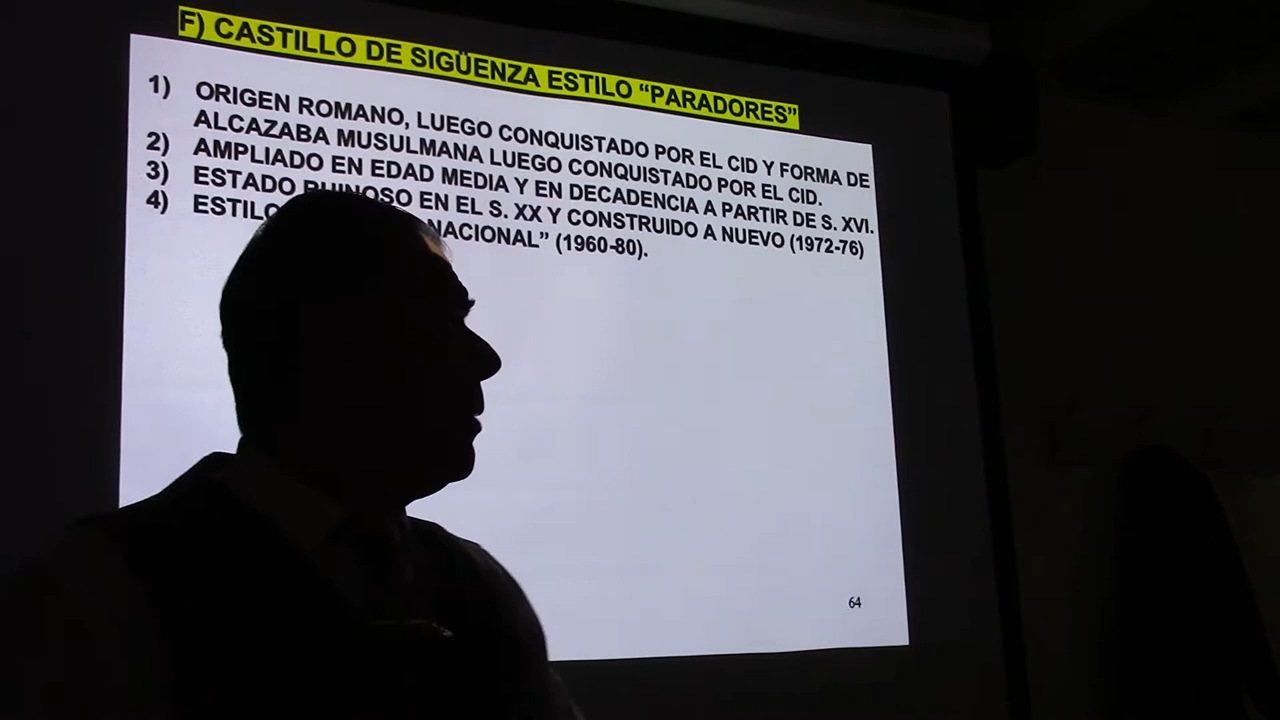 F) CASTILLO DE SIGÜENZA ESTILO “PARADORES”
1) ORIGEN ROMANO, LUEGO CONQUISTADO POR EL CID Y FORMA DE
ALCAZABA MUSULMANA LUEGO CONQUISTADO POR EL CID.
2) AMPLIADO EN EDAD MEDIA Y EN DECADENCIA A PARTIR DE S. XVI.
3) ESTADO RUINOSO EN EL S. XX Y CONSTRUIDO A NUEVO (1972-76)
4) ESTILO NACIONAL” (1960-80).
64